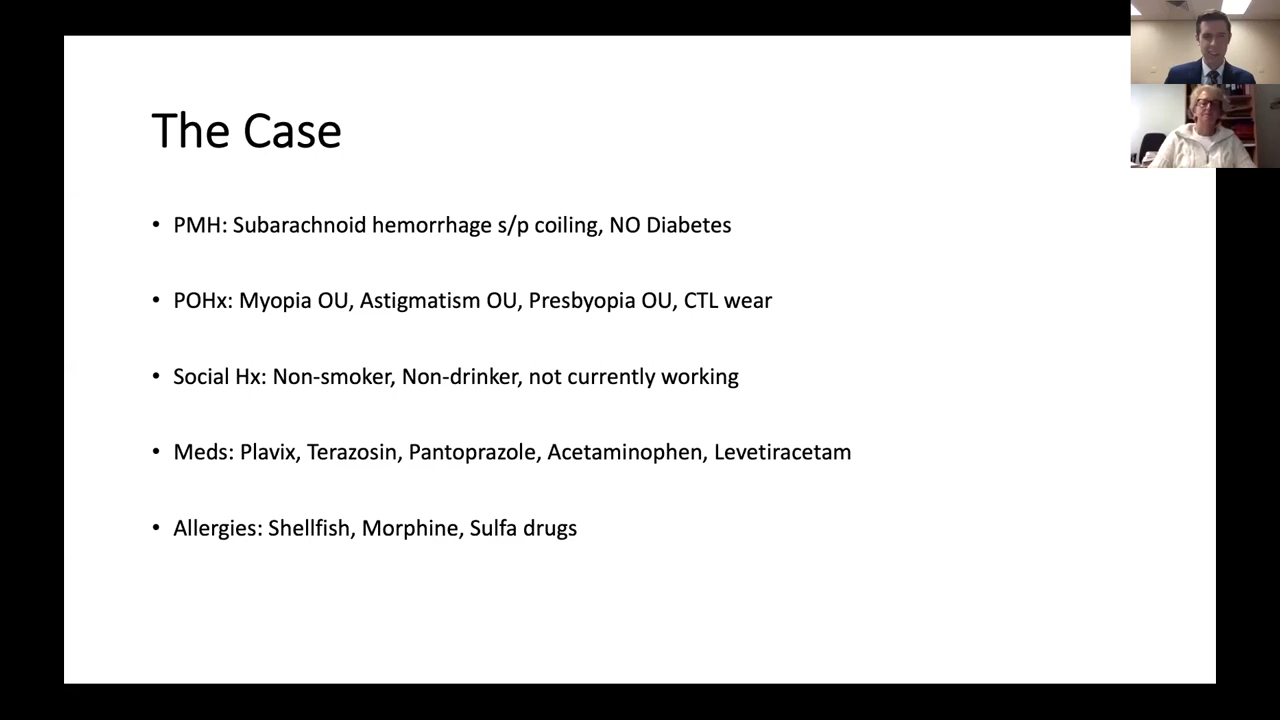 The Case
• PMH: Subarachnoid hemorrhage s/p coiling, NO Diabetes
• POHx: Myopia OU, Astigmatism OU, Presbyopia OU, CTL wear
• Social Hx: Non-smoker, Non-drinker, not currently working
• Meds: Plavix, Terazosin, Pantoprazole, Acetaminophen, Levetiracetam
• Allergies: Shellfish, Morphine, Sulfa drugs